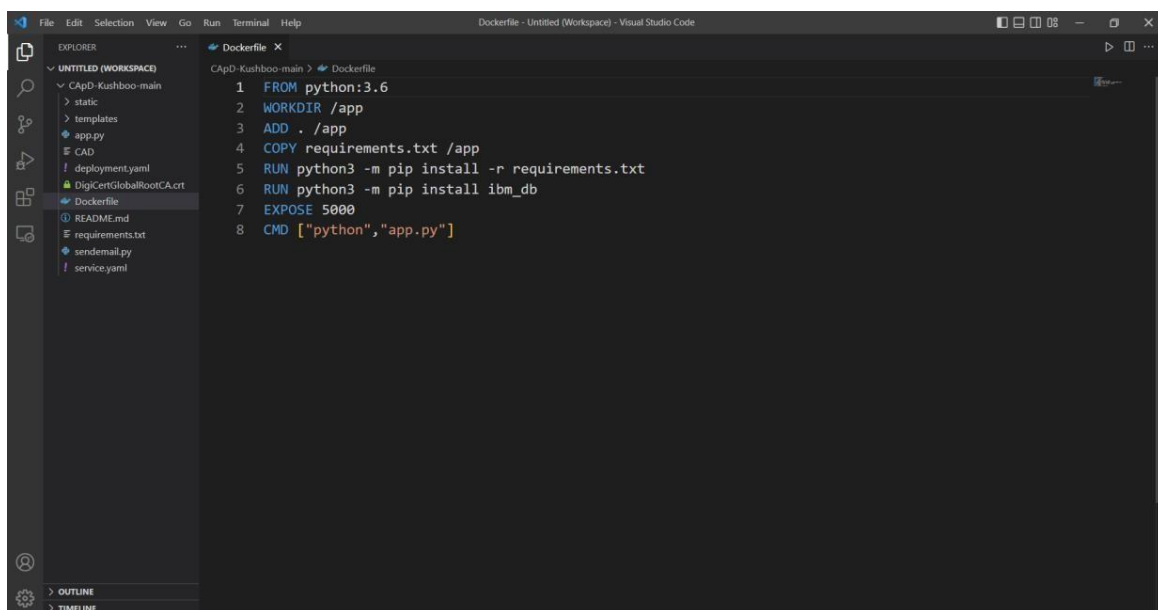 File Edit Selection View Go Run Terminal Help Dockerfile - Untitled (Workspace) - Visual Studio Code
EXPLORER
UNTITLED (WORKSPACE)
CApD-Kushboo-main
static
templates
app.py
CAD
deployment.yaml
DigiCertGlobalRootCA.crt
Dockerfile
README.md
requirements.txt
sendemail.py
service.yaml
OUTLINE
TIMELINE
Dockerfile
CApD-Kushboo-main > Dockerfile
1 FROM python:3.6
2 WORKDIR /app
3 ADD . /app
4 COPY requirements.txt /app
5 RUN python3 -m pip install -r requirements.txt
6 RUN python3 -m pip install ibm_db
7 EXPOSE 5000
8 CMD ["python","app.py"]